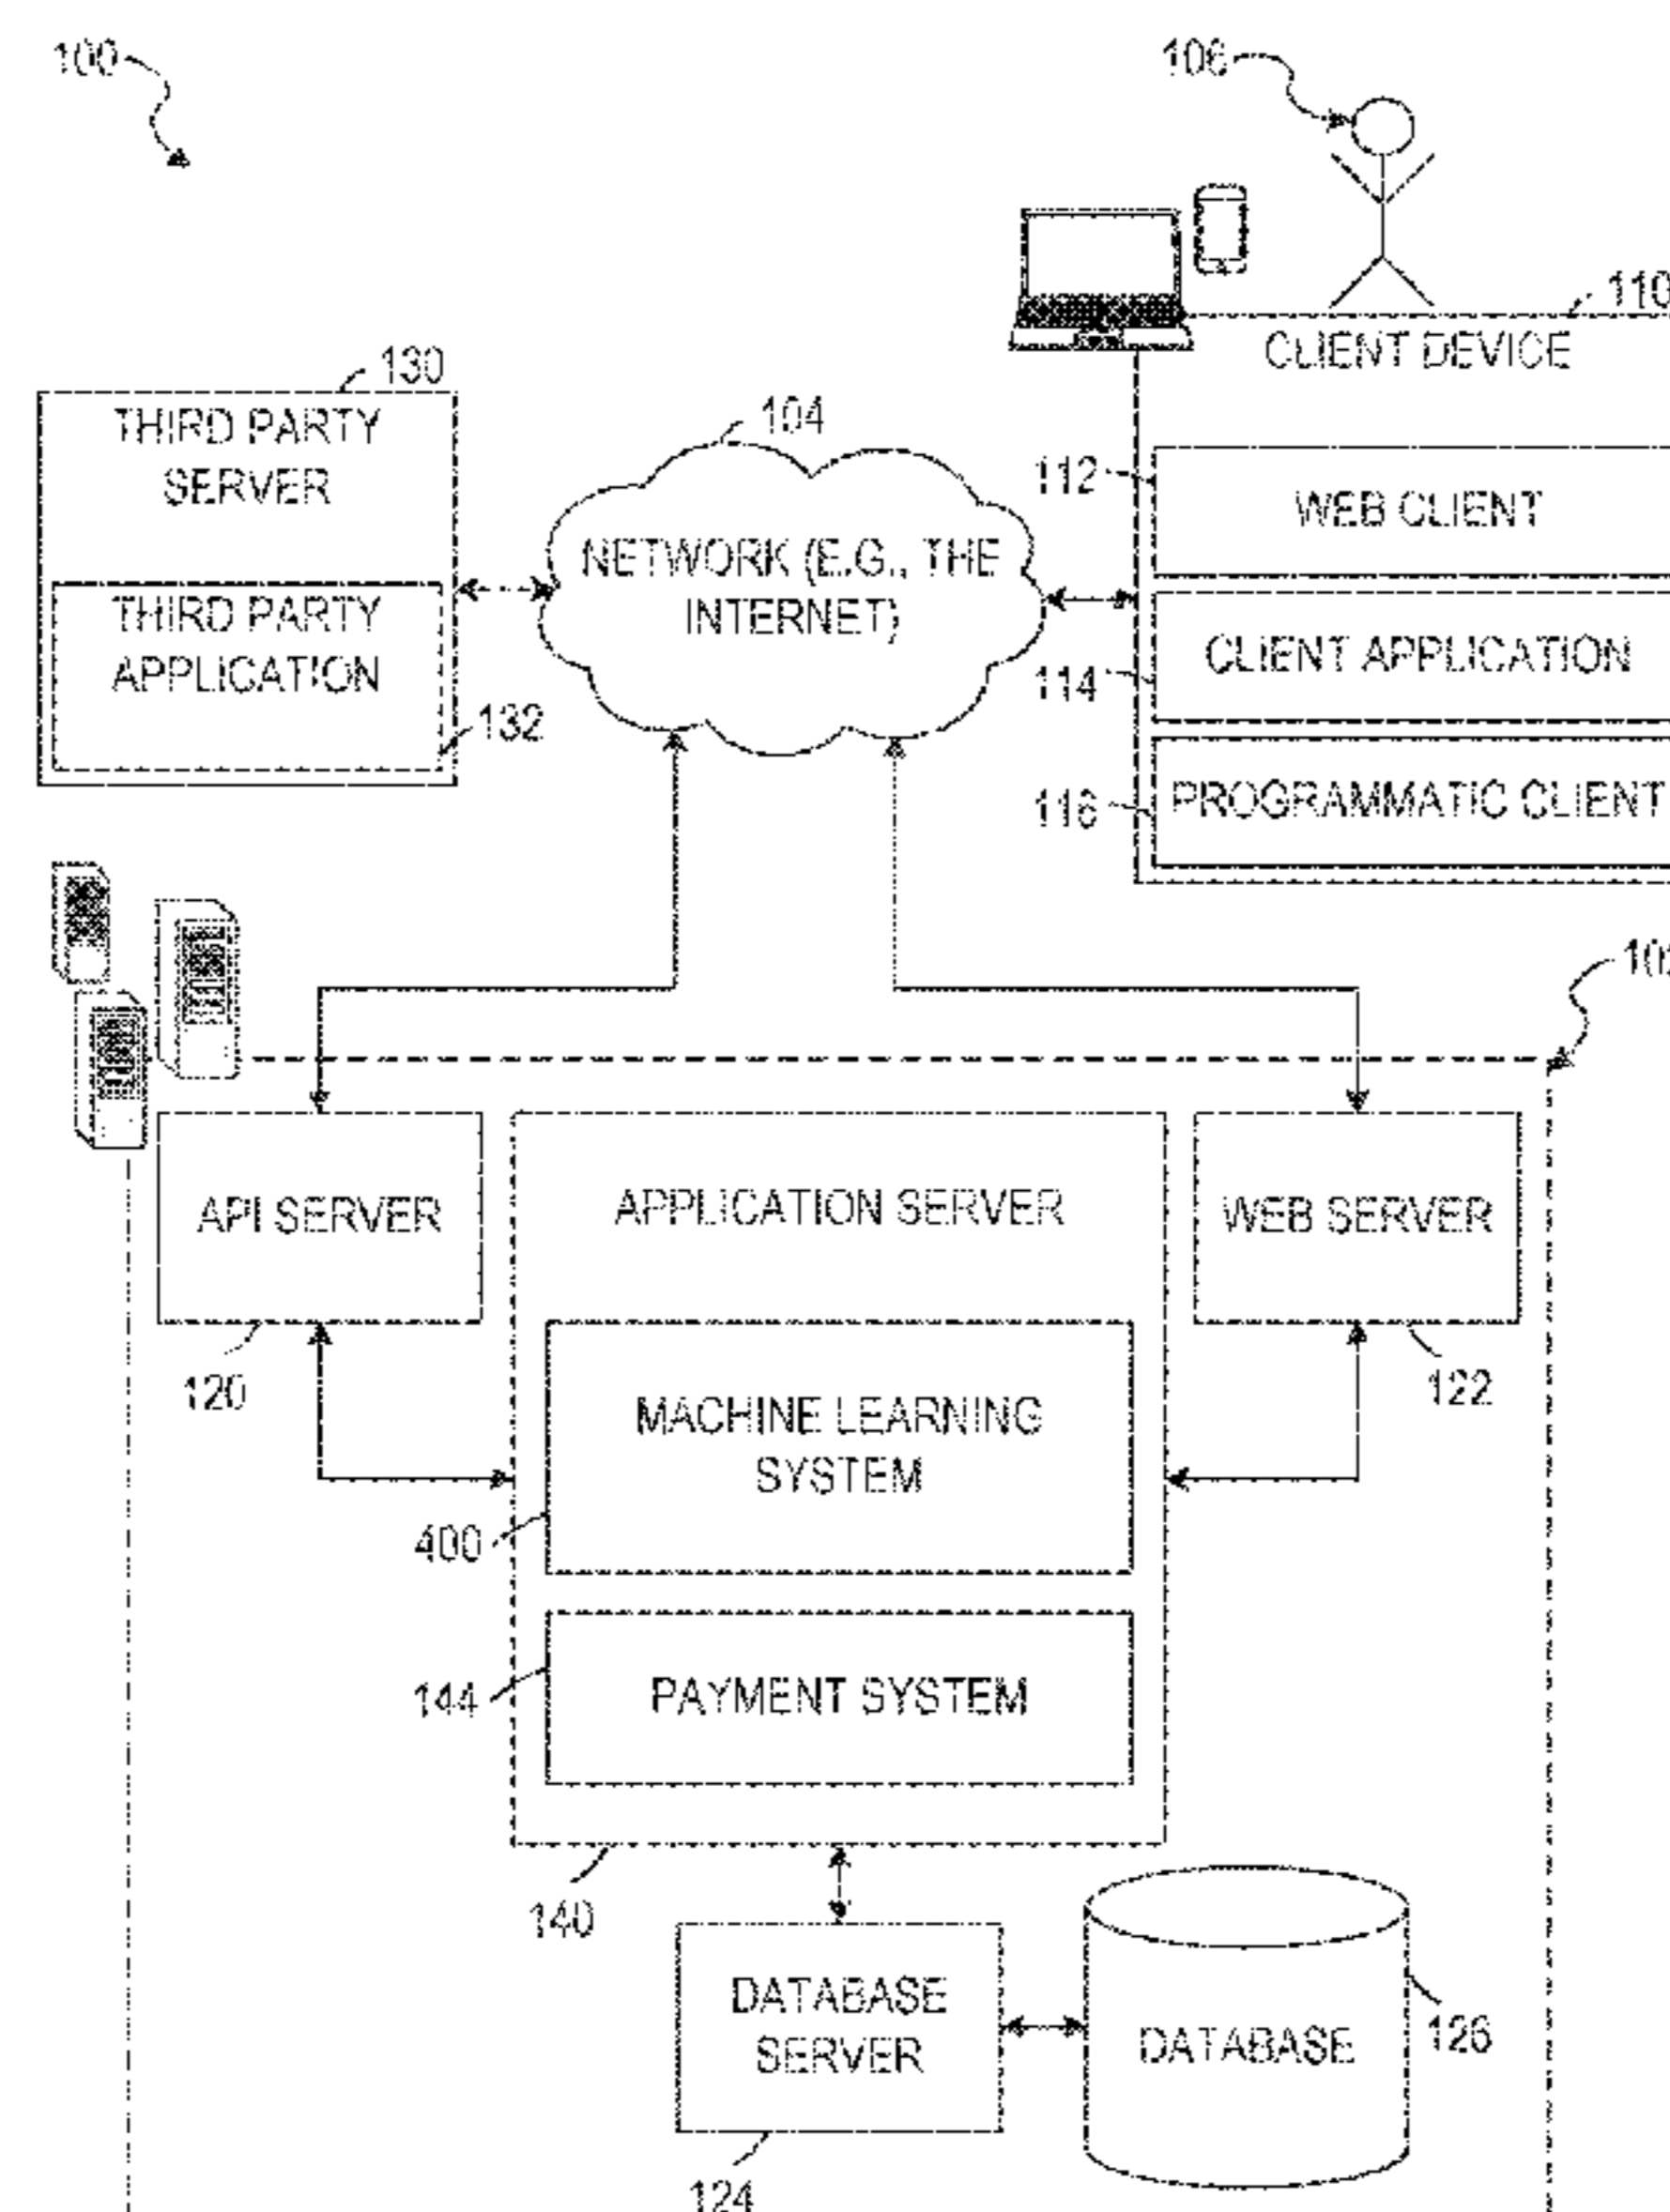 100
106
110
CLIENT DEVICE
130
THIRD PARTY
SERVER
104
112
WEB CLIENT
NETWORK (E.G., THE
INTERNET)
THIRD PARTY
APPLICATION
132
114
CLIENT APPLICATION
116
PROGRAMMATIC CLIENT
API SERVER
APPLICATION SERVER
WEB SERVER
120
122
MACHINE LEARNING
SYSTEM
400
144
PAYMENT SYSTEM
140
DATABASE
SERVER
DATABASE
126
124